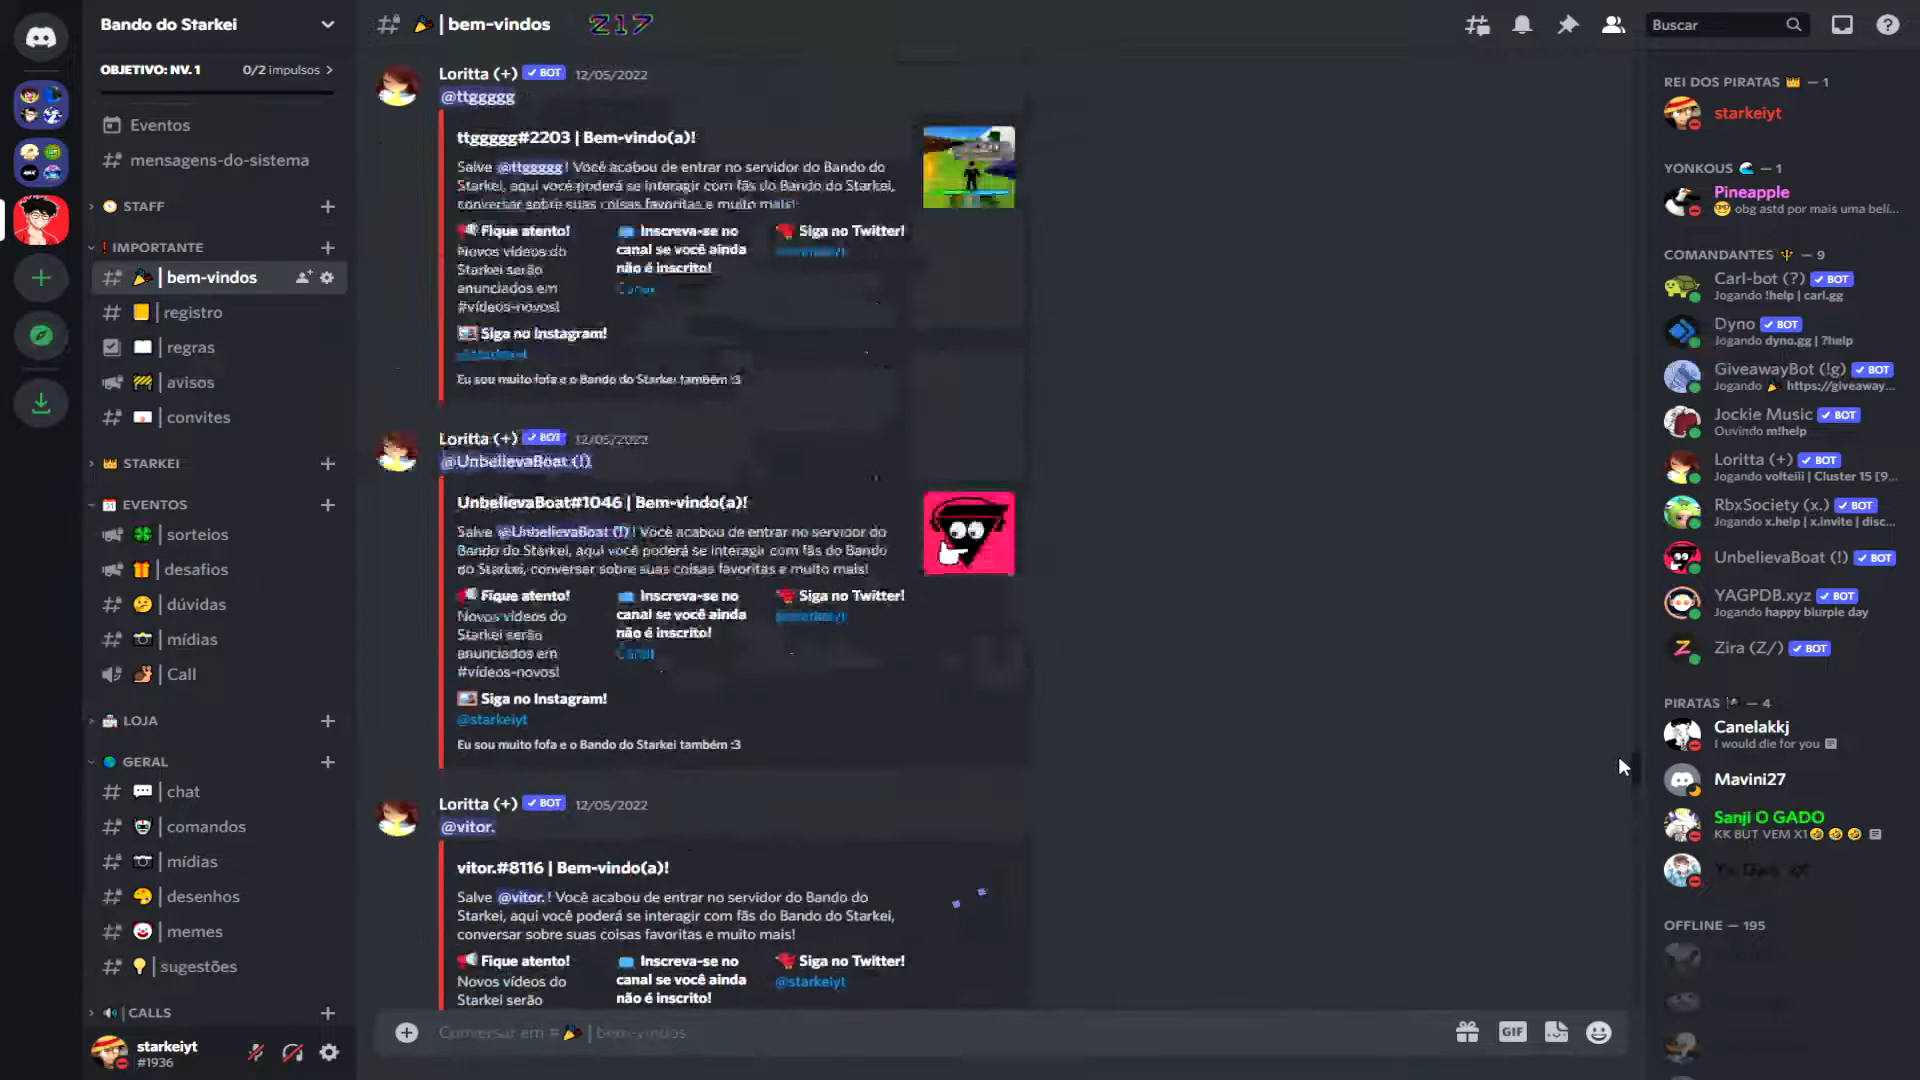 Bando do Starkei
OBJETIVO: NV. 1
0/2 impulsos
Eventos
mensagens-do-sistema
STAFF
IMPORTANTE
| bem-vindos
| registro
| regras
| avisos
| convites
STARKEI
EVENTOS
| sorteios
| desafios
| dúvidas
| mídias
| Call
LOJA
GERAL
| chat
| comandos
| mídias
| desenhos
| memes
| sugestões
| CALLS
starkeiyt
#1936
| bem-vindos
217
Buscar
Loritta (+) BOT 12/05/2022
@ttggggg
ttggggg#2203 | Bem-vindo(a)!
Salve @ttggggg! Você acabou de entrar no servidor do Bando do
Starkei, aqui você poderá se interagir com fãs do Bando do Starkei,
conversar sobre suas coisas favoritas e muito mais!
Fique atento!
Novos vídeos do
Starkei serão
anunciados em
#vídeos-novos!
Inscreva-se no
canal se você ainda
não é inscrito!
Siga no Twitter!
Siga no Instagram!
Eu sou muito fofa e o Bando do Starkei também :3
Loritta (+) BOT 12/05/2022
@UnbelievaBoat (!)
UnbelievaBoat#1046 | Bem-vindo(a)!
Salve @UnbelievaBoat (!)! Você acabou de entrar no servidor do
Bando do Starkei, aqui você poderá se interagir com fãs do Bando
do Starkei, conversar sobre suas coisas favoritas e muito mais!
Fique atento!
Novos vídeos do
Starkei serão
anunciados em
#vídeos-novos!
Inscreva-se no
canal se você ainda
não é inscrito!
Canal
Siga no Twitter!
@starkeiyt
Siga no Instagram!
@starkeiyt
Eu sou muito fofa e o Bando do Starkei também :3
Loritta (+) BOT 12/05/2022
@vitor.
vitor.#8116 | Bem-vindo(a)!
Salve @vitor.! Você acabou de entrar no servidor do Bando do
Starkei, aqui você poderá se interagir com fãs do Bando do Starkei,
conversar sobre suas coisas favoritas e muito mais!
Fique atento!
Novos vídeos do
Starkei serão
Inscreva-se no
canal se você ainda
não é inscrito!
Siga no Twitter!
@starkeiyt
Conversar em # | bem-vindos
GIF
REI DOS PIRATAS — 1
starkeiyt
YONKOUS — 1
Pineapple
obg astd por mais uma belí...
COMANDANTES — 9
Carl-bot (?) BOT
Jogando !help | carl.gg
Dyno BOT
Jogando dyno.gg | ?help
GiveawayBot (!g) BOT
Jogando https://giveaway...
Jockie Music BOT
Ouvindo m!help
Loritta (+) BOT
Jogando volteiii | Cluster 15 [9...
RbxSociety (x.) BOT
Jogando x.help | x.invite | disc...
UnbelievaBoat (!) BOT
YAGPDB.xyz BOT
Jogando happy blurple day
Zira (Z/) BOT
PIRATAS — 4
Canelakkj
I would die for you
Mavini27
Sanji O GADO
KK BUT VEM X1
OFFLINE — 195